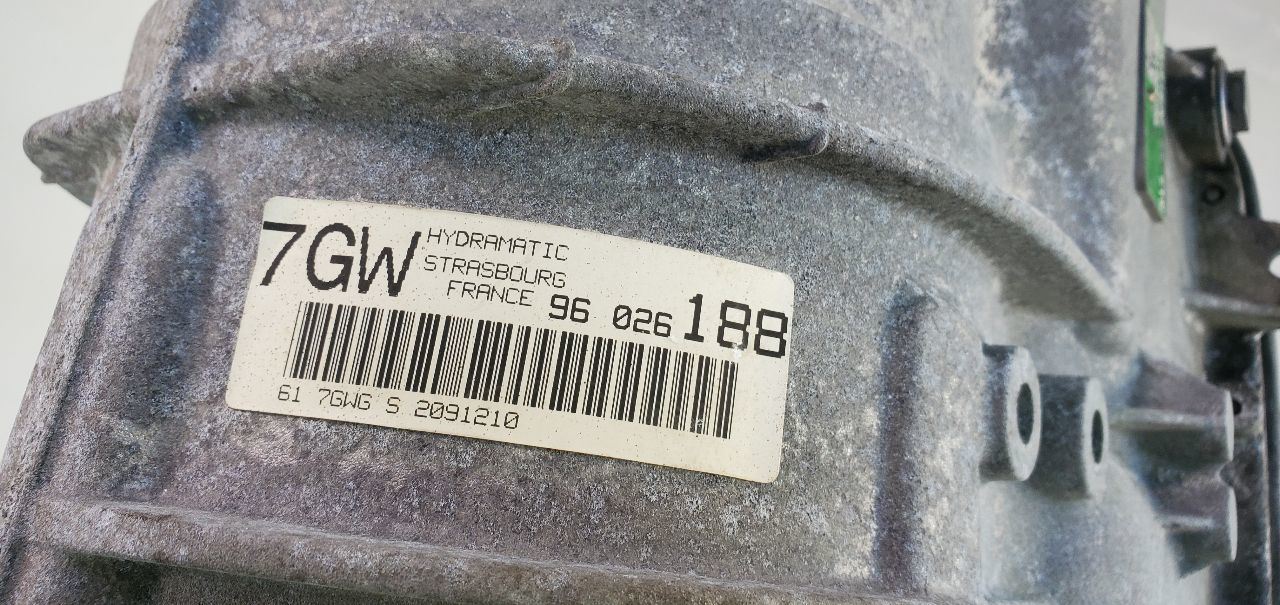 7GW HYDRAMATIC
STRASBOURG
FRANCE 96 026 188
61 7GWG S 2091210